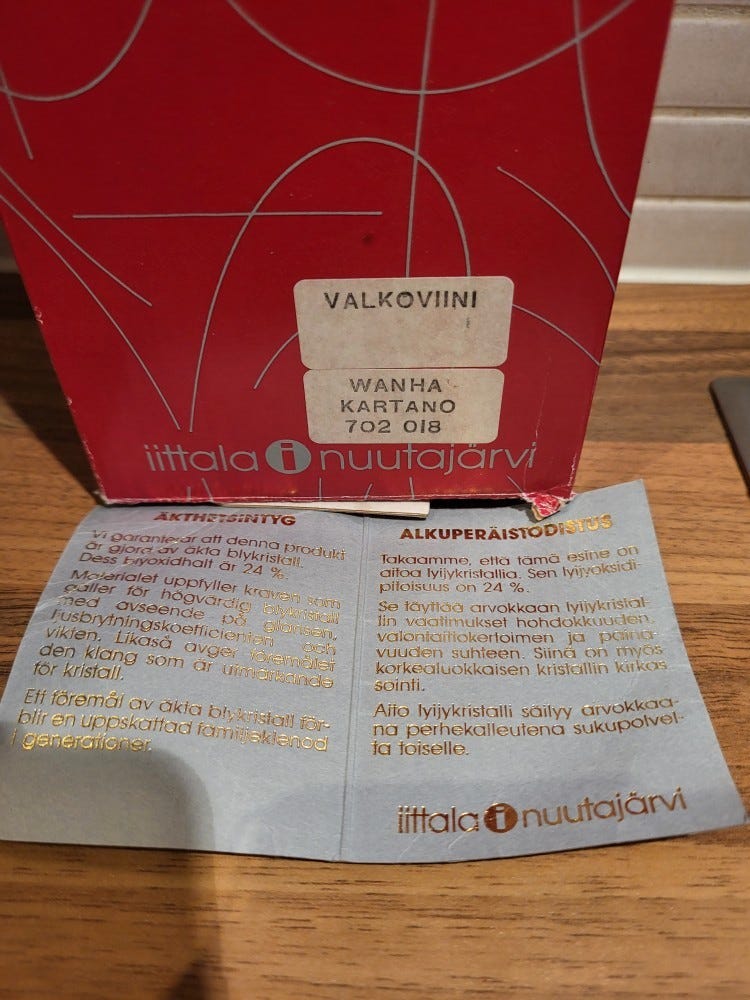 VALKOVIINI
WANHA
KARTANO
702 018
iittala i nuutajärvi
ÄKTHETSINTYG
Vi garanterar att denna produkt
är gjord av äkta blykristall.
Dess blyoxidhalt är 24 %.
Materialet uppfyller kraven som
gäller för högvärdig blykristall
med avseende på glansen,
ljusbrytningskoefficienten och
vikten. Likaså avger föremålet
den klang som är utmärkande
för kristall.
Ett föremål av äkta blykristall för-
blir en uppskattad familjeklenod
i generationer.
ALKUPERÄISTODISTUS
Takaamme, että tämä esine on
aitoa lyijykristallia. Sen lyijyoksidi-
pitoisuus on 24 %.
Se täyttää arvokkaan lyijykristal-
lin vaatimukset hohdokkuuden,
valontaittokertoimen ja paina-
vuuden suhteen. Siinä on myös
korkealuokkaisen kristallin kirkas
sointi.
Aito lyijykristalli säilyy arvokkaa-
na perhekalleutena sukupolvel-
ta toiselle.
iittala i nuutajärvi